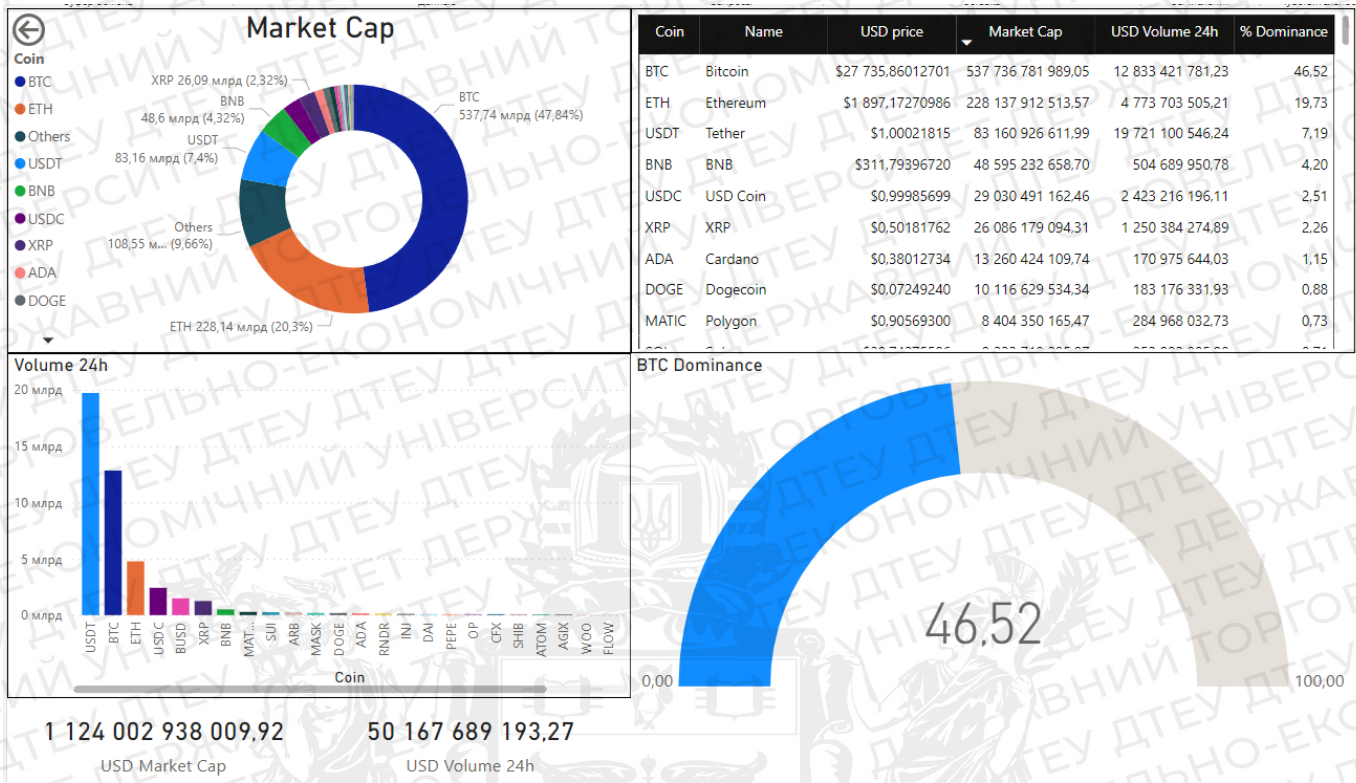 Market Cap
Coin
BTC
ETH
Others
USDT
BNB
USDC
XRP
ADA
DOGE
XRP 26,09 млрд (2,32%)
BNB
48,6 млрд (4,32%)
USDT
83,16 млрд (7,4%)
Others
108,55 м... (9,66%)
ETH 228,14 млрд (20,3%)
BTC
537,74 млрд (47,84%)
Coin Name USD price Market Cap USD Volume 24h % Dominance
BTC Bitcoin $27 735,86012701 537 736 781 989,05 12 833 421 781,23 46,52
ETH Ethereum $1 897,17270986 228 137 912 513,57 4 773 703 505,21 19,73
USDT Tether $1,00021815 83 160 926 611,99 19 721 100 546,24 7,19
BNB BNB $311,79396720 48 595 232 658,70 504 689 950,78 4,20
USDC USD Coin $0,99985699 29 030 491 162,46 2 423 216 196,11 2,51
XRP XRP $0,50181762 26 086 179 094,31 1 250 384 274,89 2,26
ADA Cardano $0,38012734 13 260 424 109,74 170 975 644,03 1,15
DOGE Dogecoin $0,07249240 10 116 629 534,34 183 176 331,93 0,88
MATIC Polygon $0,90569300 8 404 350 165,47 284 968 032,73 0,73
Volume 24h
20 млрд
15 млрд
10 млрд
5 млрд
0 млрд
USDT
BTC
ETH
USDC
BUSD
XRP
BNB
MAT...
SUI
ARB
MASK
DOGE
ADA
RNDR
INJ
DAI
PEPE
OP
CFX
SHIB
ATOM
AGIX
WOO
FLOW
Coin
BTC Dominance
46,52
0,00
100,00
1 124 002 938 009,92
USD Market Cap
50 167 689 193,27
USD Volume 24h